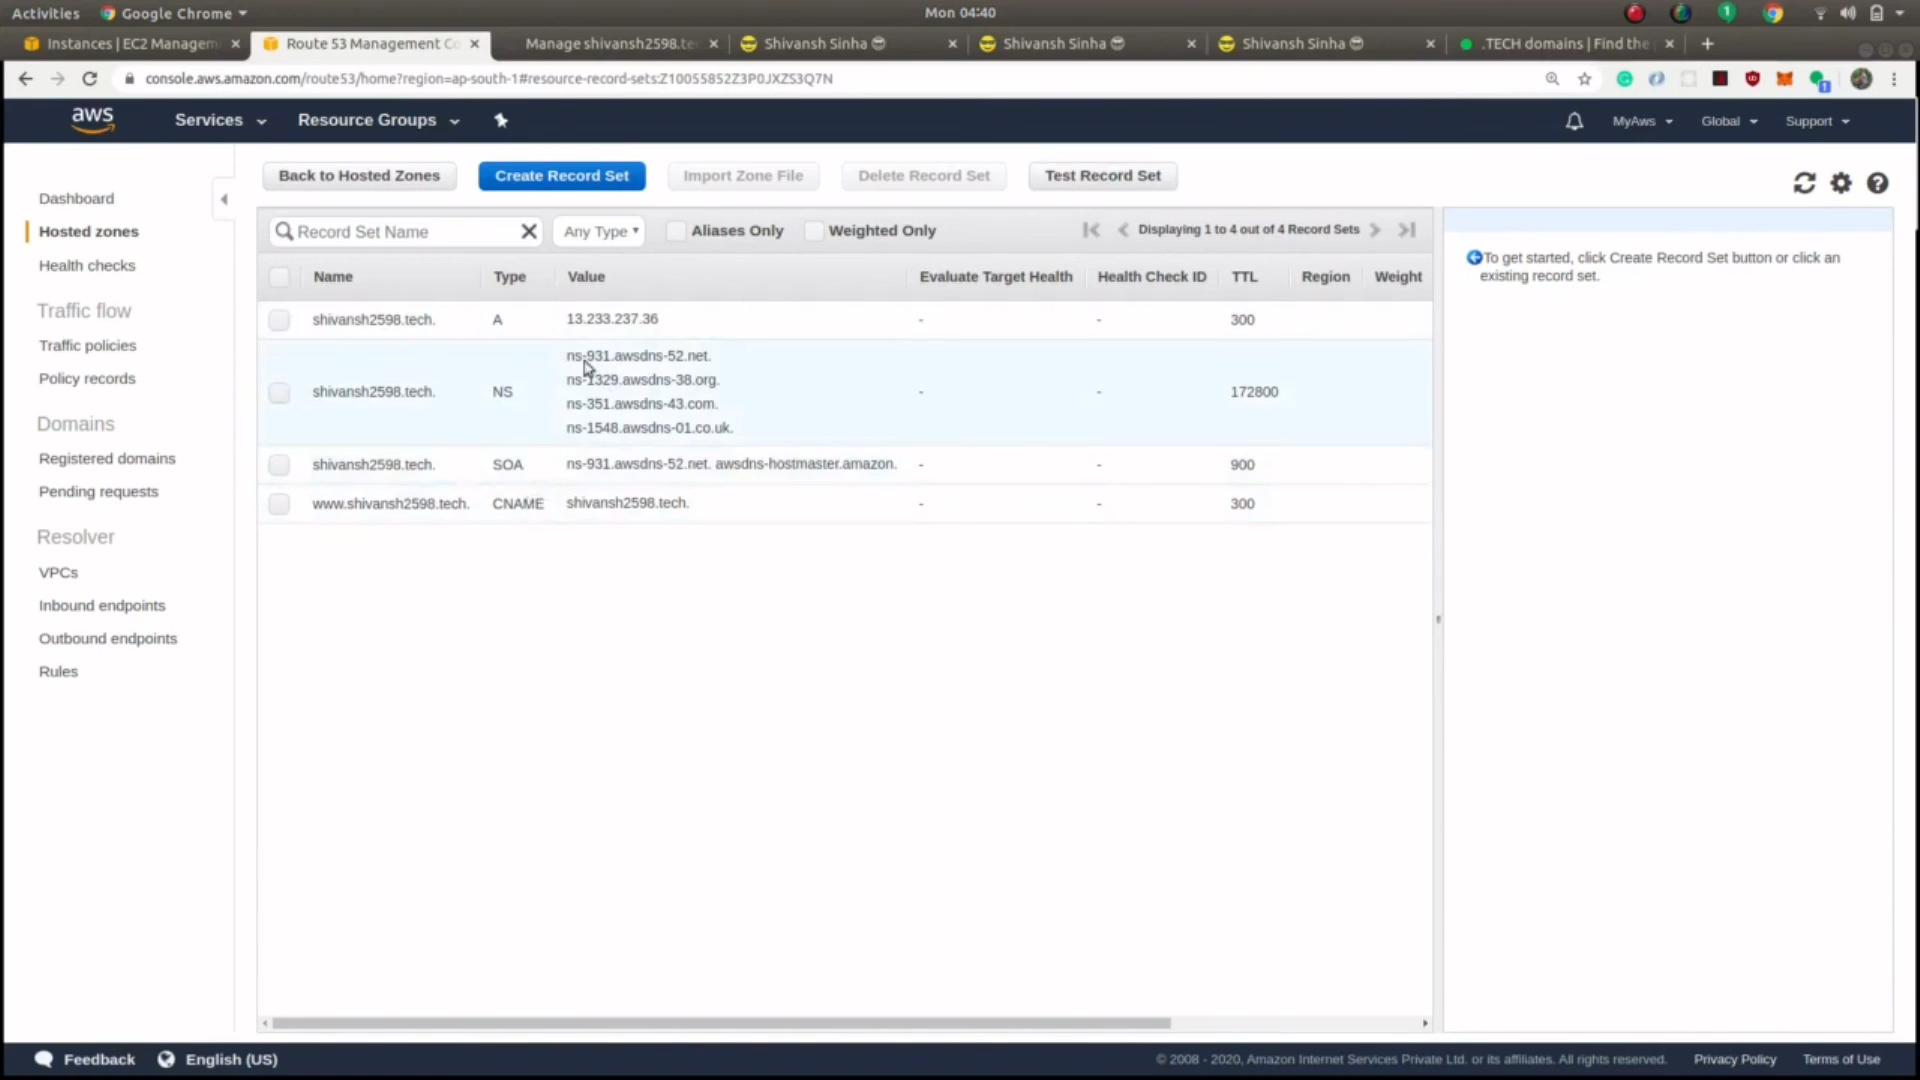 Activities Google Chrome Mon 04:40 1
Instances | EC2 Managem Route 53 Management Co Manage shivansh2598.te Shivansh Sinha 😎 Shivansh Sinha 😎 Shivansh Sinha 😎 .TECH domains | Find the
console.aws.amazon.com/route53/home?region=ap-south-1#resource-record-sets:Z10055852Z3P0JXZS3Q7N
aws Services Resource Groups MyAws Global Support
Back to Hosted Zones Create Record Set Import Zone File Delete Record Set Test Record Set
Dashboard
Hosted zones
Health checks
Traffic flow
Traffic policies
Policy records
Domains
Registered domains
Pending requests
Resolver
VPCs
Inbound endpoints
Outbound endpoints
Rules
Record Set Name Any Type Aliases Only Weighted Only Displaying 1 to 4 out of 4 Record Sets
Name Type Value Evaluate Target Health Health Check ID TTL Region Weight
shivansh2598.tech. A 13.233.237.36 - - 300
shivansh2598.tech. NS ns-931.awsdns-52.net.
ns-1329.awsdns-38.org.
ns-351.awsdns-43.com.
ns-1548.awsdns-01.co.uk. - - 172800
shivansh2598.tech. SOA ns-931.awsdns-52.net. awsdns-hostmaster.amazon. - - 900
www.shivansh2598.tech. CNAME shivansh2598.tech. - - 300
To get started, click Create Record Set button or click an
existing record set.
Feedback English (US) © 2008 - 2020, Amazon Internet Services Private Ltd. or its affiliates. All rights reserved. Privacy Policy Terms of Use